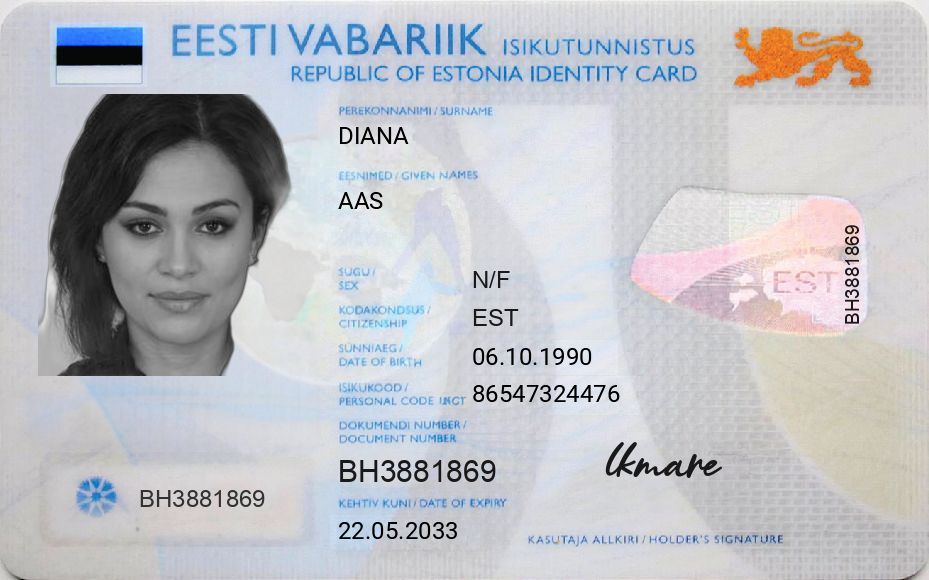 EESTI VABARIIK ISIKUTUNNISTUS
REPUBLIC OF ESTONIA IDENTITY CARD
PEREKONNANIMI / SURNAME
DIANA
EESNIMED / GIVEN NAMES
AAS
SUGU /
SEX
N/F
KODAKONDSUS /
CITIZENSHIP
EST
SÜNNIAEG /
DATE OF BIRTH
06.10.1990
ISIKUKOOD /
PERSONAL CODE
86547324476
DOKUMENDI NUMBER /
DOCUMENT NUMBER
BH3881869
KEHTIV KUNI / DATE OF EXPIRY
22.05.2033
BH3881869
EST
BH3881869
KASUTAJA ALLKIRI / HOLDER'S SIGNATURE